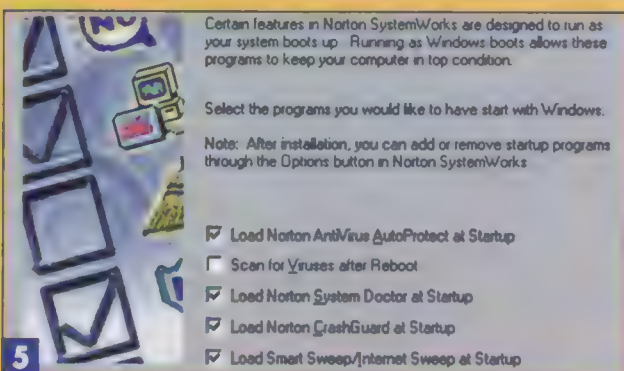 Certain features in Norton SystemWorks are designed to run as
your system boots up. Running as Windows boots allows these
programs to keep your computer in top condition.
Select the programs you would like to have start with Windows.
Note: After installation, you can add or remove startup programs
through the Options button in Norton SystemWorks
Load Norton AntiVirus AutoProtect at Startup
Scan for Viruses after Reboot
Load Norton System Doctor at Startup
Load Norton CrashGuard at Startup
Load Smart Sweep/Internet Sweep at Startup
5